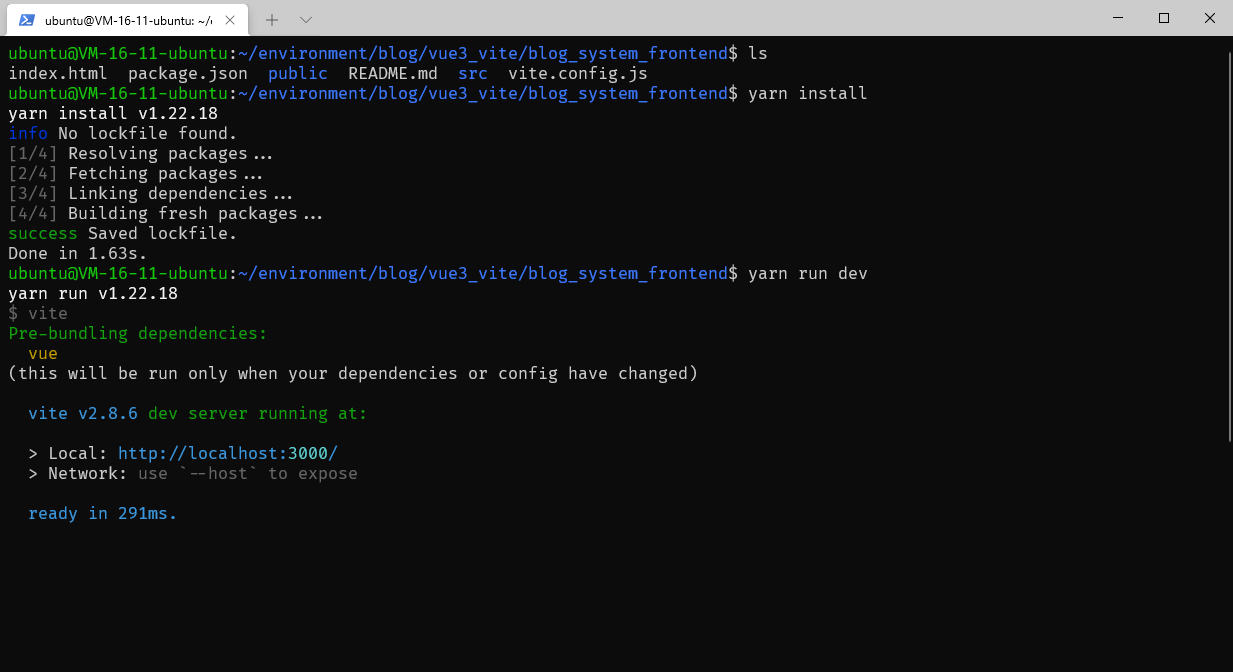 ubuntu@VM-16-11-ubuntu: ~/
ubuntu@VM-16-11-ubuntu:~/environment/blog/vue3_vite/blog_system_frontend$ ls
index.html  package.json  public  README.md  src  vite.config.js
ubuntu@VM-16-11-ubuntu:~/environment/blog/vue3_vite/blog_system_frontend$ yarn install
yarn install v1.22.18
info No lockfile found.
[1/4] Resolving packages...
[2/4] Fetching packages...
[3/4] Linking dependencies...
[4/4] Building fresh packages...
success Saved lockfile.
Done in 1.63s.
ubuntu@VM-16-11-ubuntu:~/environment/blog/vue3_vite/blog_system_frontend$ yarn run dev
yarn run v1.22.18
$ vite
Pre-bundling dependencies:
  vue
(this will be run only when your dependencies or config have changed)
  vite v2.8.6 dev server running at:
  > Local: http://localhost:3000/
  > Network: use `--host` to expose
  ready in 291ms.